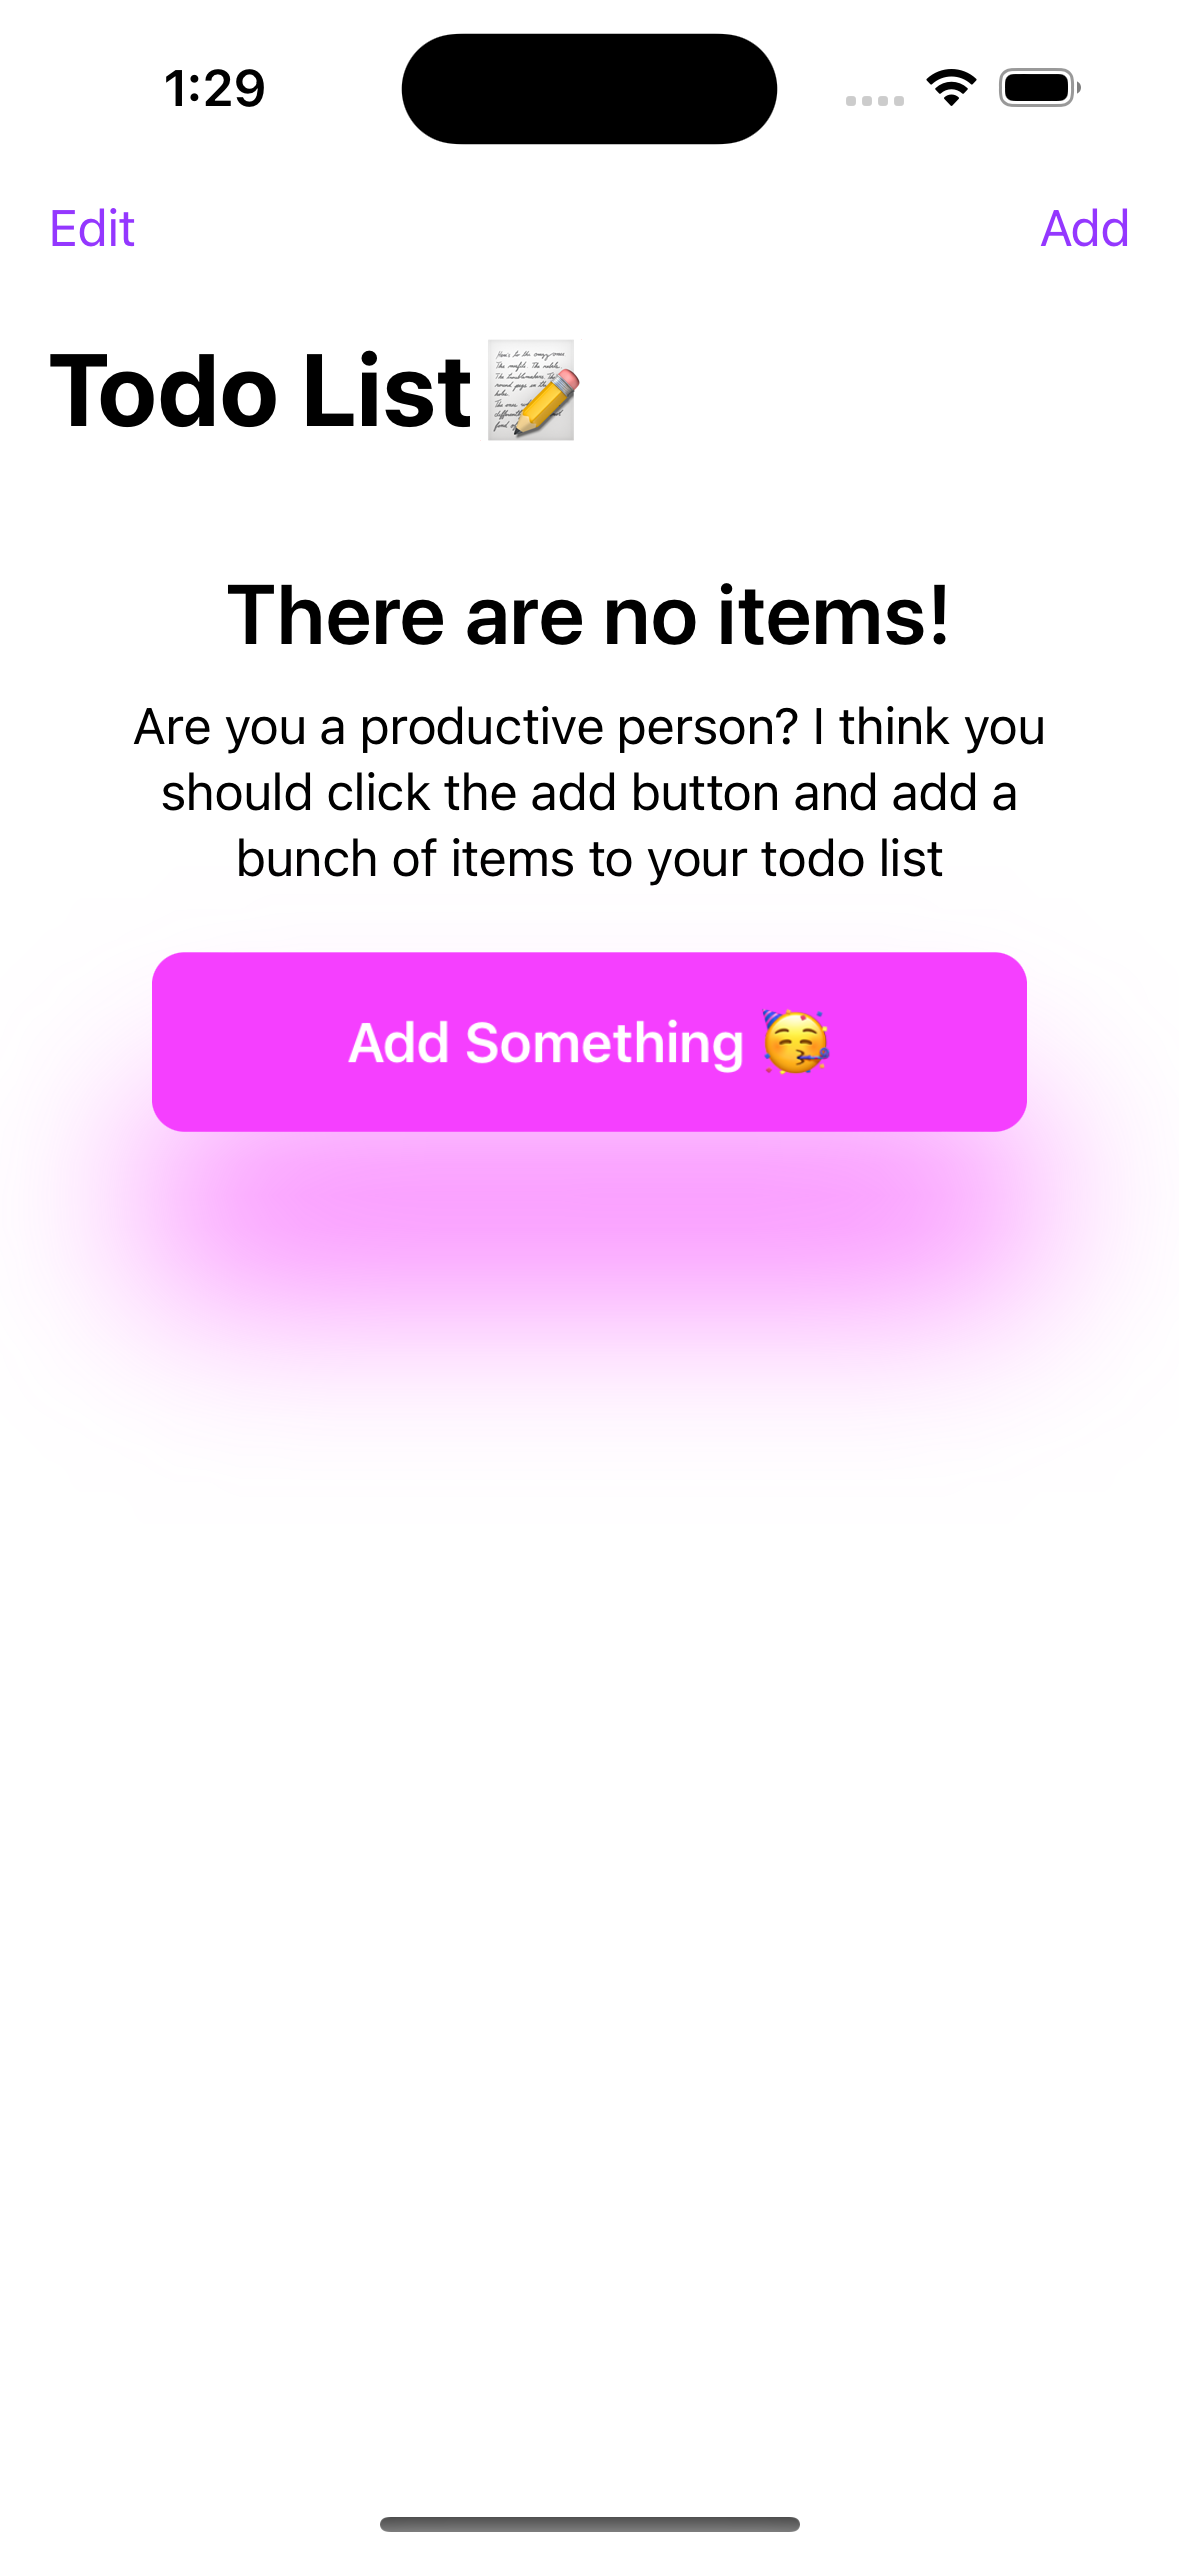 1:29
Edit Add
Todo List 📝
There are no items!
Are you a productive person? I think you
should click the add button and add a
bunch of items to your todo list
Add Something 🥳